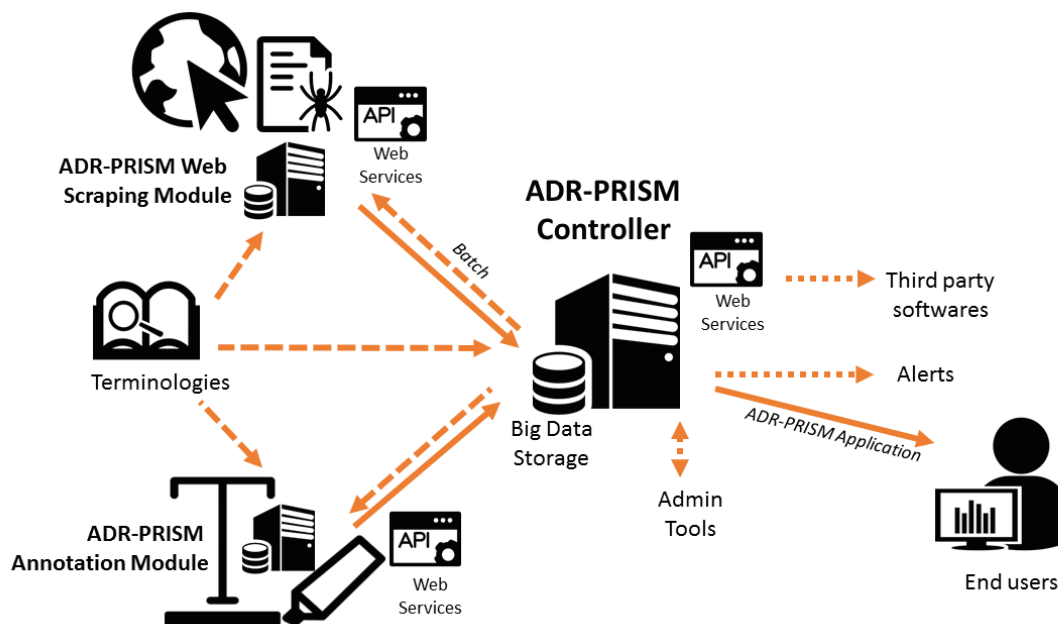 API
Web
Services
ADR-PRISM Web
Scraping Module
ADR-PRISM
Controller
Batch
API
Web
Services
Third party
softwares
Terminologies
Alerts
ADR-PRISM Application
Big Data
Storage
Admin
Tools
ADR-PRISM
Annotation Module
API
Web
Services
End users